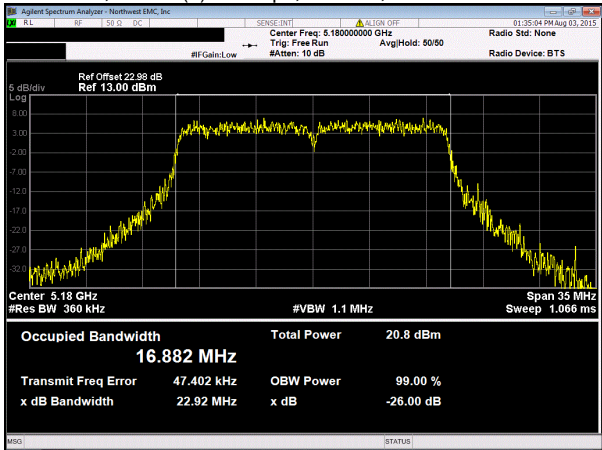 Agilent Spectrum Analyzer - Northwest EMC, Inc
RL RF 50 Ω DC SENSE:INT ALIGN OFF 01:35:04 PM Aug 03, 2015
Center Freq: 5.180000000 GHz Radio Std: None
Trig: Free Run Avg|Hold: 50/50
#IFGain:Low #Atten: 10 dB Radio Device: BTS
Ref Offset 22.98 dB
5 dB/div Ref 13.00 dBm
Log
8.00
3.00
-2.00
-7.00
-12.0
-17.0
-22.0
-27.0
-32.0
Center 5.18 GHz Span 35 MHz
#Res BW 360 kHz #VBW 1.1 MHz Sweep 1.066 ms
Occupied Bandwidth Total Power 20.8 dBm
16.882 MHz
Transmit Freq Error 47.402 kHz OBW Power 99.00 %
x dB Bandwidth 22.92 MHz x dB -26.00 dB
MSG STATUS